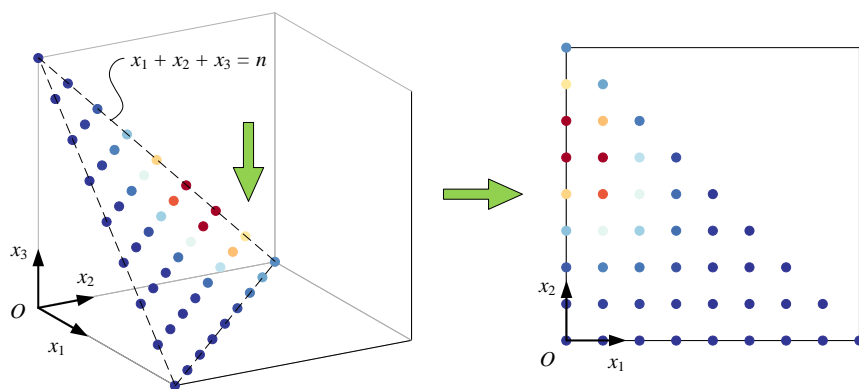 x₁ + x₂ + x₃ = n
x₃
x₂
O
x₁
x₂
O
x₁